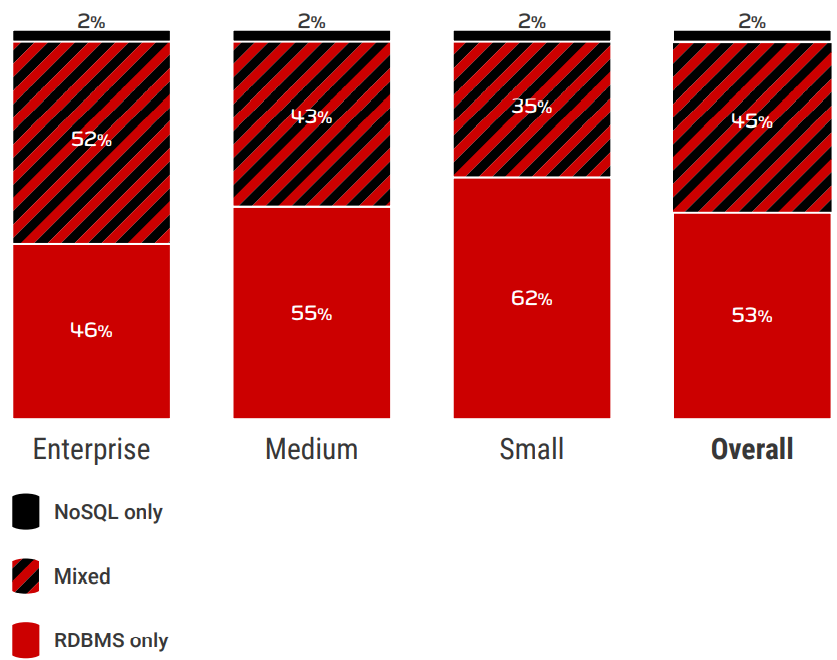 2% 2% 2% 2%
52% 43% 35% 45%
46% 55% 62% 53%
Enterprise Medium Small Overall
NoSQL only
Mixed
RDBMS only